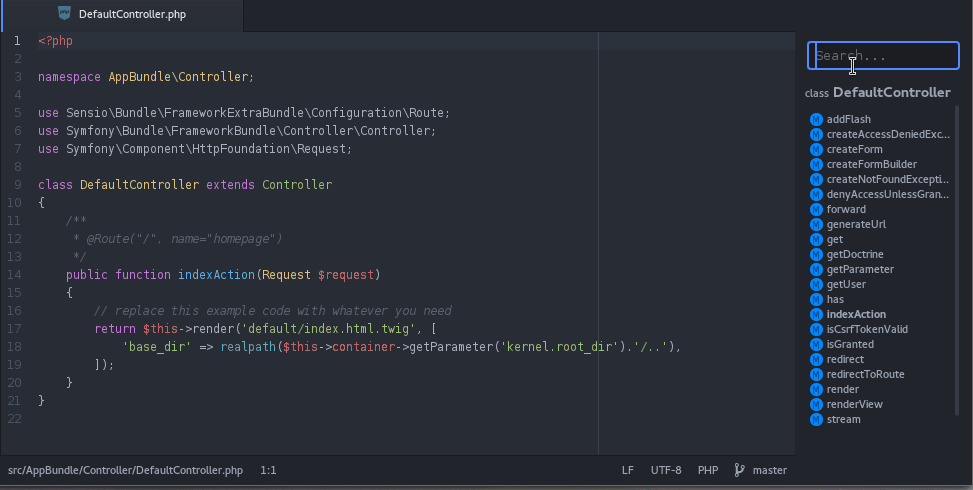 DefaultController.php
1 <?php
2
3 namespace AppBundle\Controller;
4
5 use Sensio\Bundle\FrameworkExtraBundle\Configuration\Route;
6 use Symfony\Bundle\FrameworkBundle\Controller\Controller;
7 use Symfony\Component\HttpFoundation\Request;
8
9 class DefaultController extends Controller
10 {
11     /**
12      * @Route("/", name="homepage")
13      */
14     public function indexAction(Request $request)
15     {
16         // replace this example code with whatever you need
17         return $this->render('default/index.html.twig', [
18             'base_dir' => realpath($this->container->getParameter('kernel.root_dir').'/..'),
19         ]);
20     }
21 }
22
Search...
class DefaultController
M addFlash
M createAccessDeniedExc...
M createForm
M createFormBuilder
M createNotFoundExcepti...
M denyAccessUnlessGran...
M forward
M generateUrl
M get
M getDoctrine
M getParameter
M getUser
M has
M indexAction
M isCsrfTokenValid
M isGranted
M redirect
M redirectToRoute
M render
M renderView
M stream
src/AppBundle/Controller/DefaultController.php 1:1 LF UTF-8 PHP master